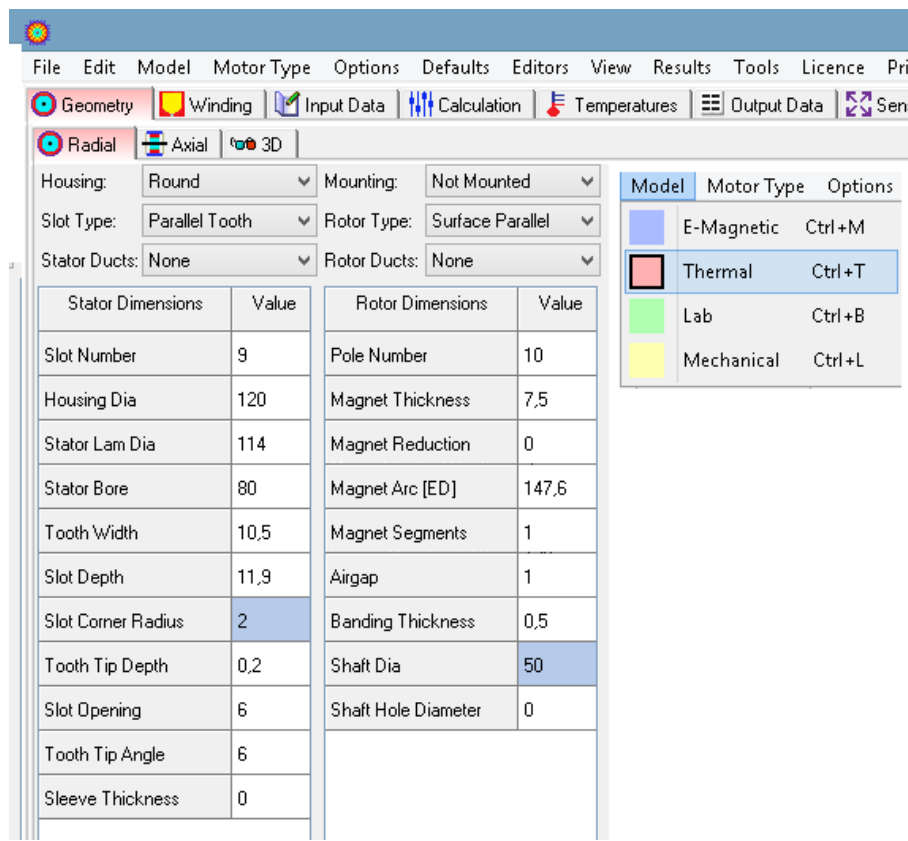 File Edit Model Motor Type Options Defaults Editors View Results Tools Licence Pri
Geometry Winding Input Data Calculation Temperatures Output Data Sen
Radial Axial 3D
Housing: Round Mounting: Not Mounted
Slot Type: Parallel Tooth Rotor Type: Surface Parallel
Stator Ducts: None Rotor Ducts: None
Model Motor Type Options
E-Magnetic Ctrl+M
Thermal Ctrl+T
Lab Ctrl+B
Mechanical Ctrl+L
Stator Dimensions Value
Slot Number 9
Housing Dia 120
Stator Lam Dia 114
Stator Bore 80
Tooth Width 10,5
Slot Depth 11,9
Slot Corner Radius 2
Tooth Tip Depth 0,2
Slot Opening 6
Tooth Tip Angle 6
Sleeve Thickness 0
Rotor Dimensions Value
Pole Number 10
Magnet Thickness 7,5
Magnet Reduction 0
Magnet Arc [ED] 147,6
Magnet Segments 1
Airgap 1
Banding Thickness 0,5
Shaft Dia 50
Shaft Hole Diameter 0